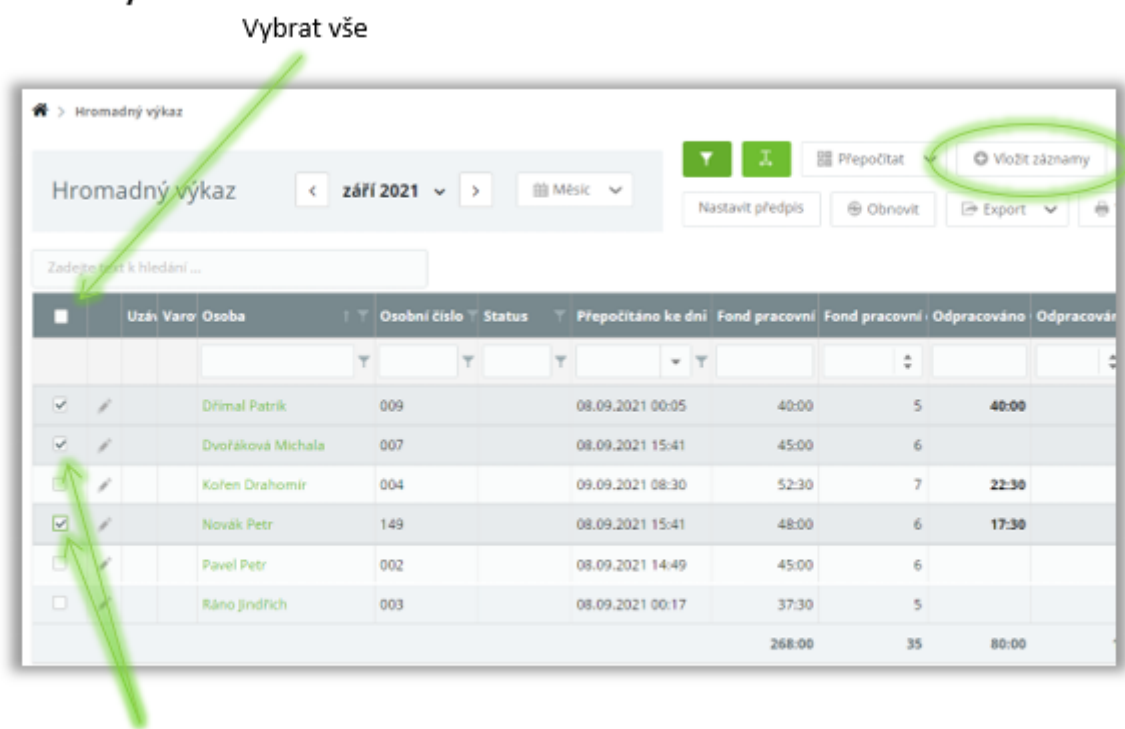 Vybrat vše
> Hromadný výkaz
Přepočítat
Vložit záznamy
Hromadný výkaz
< září 2021 >
Měsíc
Nastavit předpis
Obnovit
Export
Zadejte text k hledání ...
Uzáv Varo Osoba Osobní číslo Status Přepočítáno ke dni Fond pracovní Fond pracovní Odpracováno Odpracován
Dřímal Patrik 009 08.09.2021 00:05 40:00 5 40:00
Dvořáková Michala 007 08.09.2021 15:41 45:00 6
Kořen Drahomír 004 09.09.2021 08:30 52:30 7 22:30
Novák Petr 149 08.09.2021 15:41 48:00 6 17:30
Pavel Petr 002 08.09.2021 14:49 45:00 6
Ráno Jindřich 003 08.09.2021 00:17 37:30 5
268:00 35 80:00